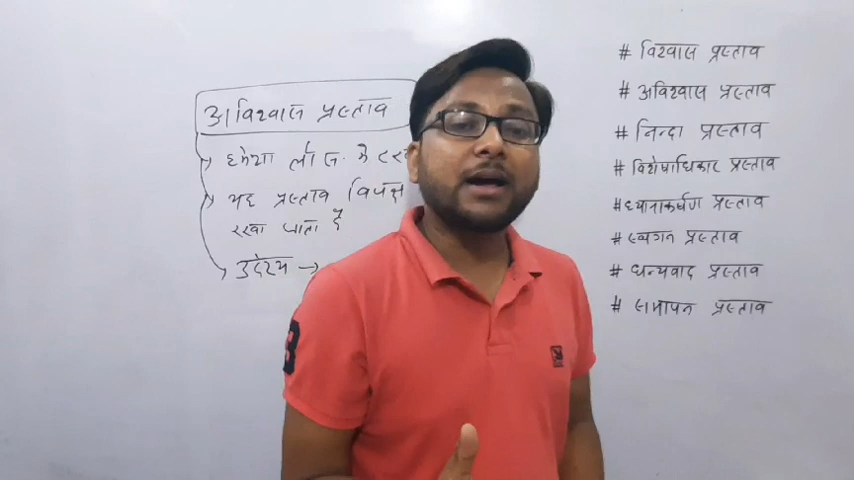 अविश्वास प्रस्ताव
हमेशा लो स. मे
यह प्रस्ताव विपक्ष
रखा जाता है
उद्देश्य →
# विश्वास प्रस्ताव
# अविश्वास प्रस्ताव
# निन्दा प्रस्ताव
# विशेषाधिकार प्रस्ताव
# ध्यानाकर्षण प्रस्ताव
# स्थगन प्रस्ताव
# धन्यवाद प्रस्ताव
# समापन प्रस्ताव
3